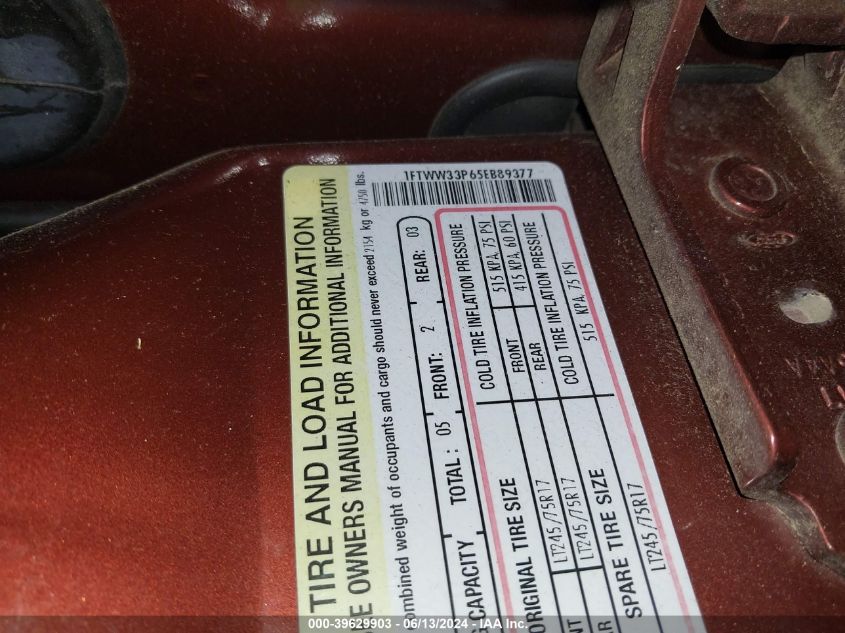 1FTWW33P65EB89377
TIRE AND LOAD INFORMATION
OWNERS MANUAL FOR ADDITIONAL INFORMATION
combined weight of occupants and cargo should never exceed 2154 kg or 4750 lbs.
CAPACITY TOTAL: 05 FRONT: 2 REAR: 03
ORIGINAL TIRE SIZE COLD TIRE INFLATION PRESSURE
LT245/75R17 FRONT 515 KPA, 75 PSI
LT245/75R17 REAR 415 KPA, 60 PSI
SPARE TIRE SIZE COLD TIRE INFLATION PRESSURE
LT245/75R17 515 KPA, 75 PSI
000-39629903 - 06/13/2024 - IAA Inc.